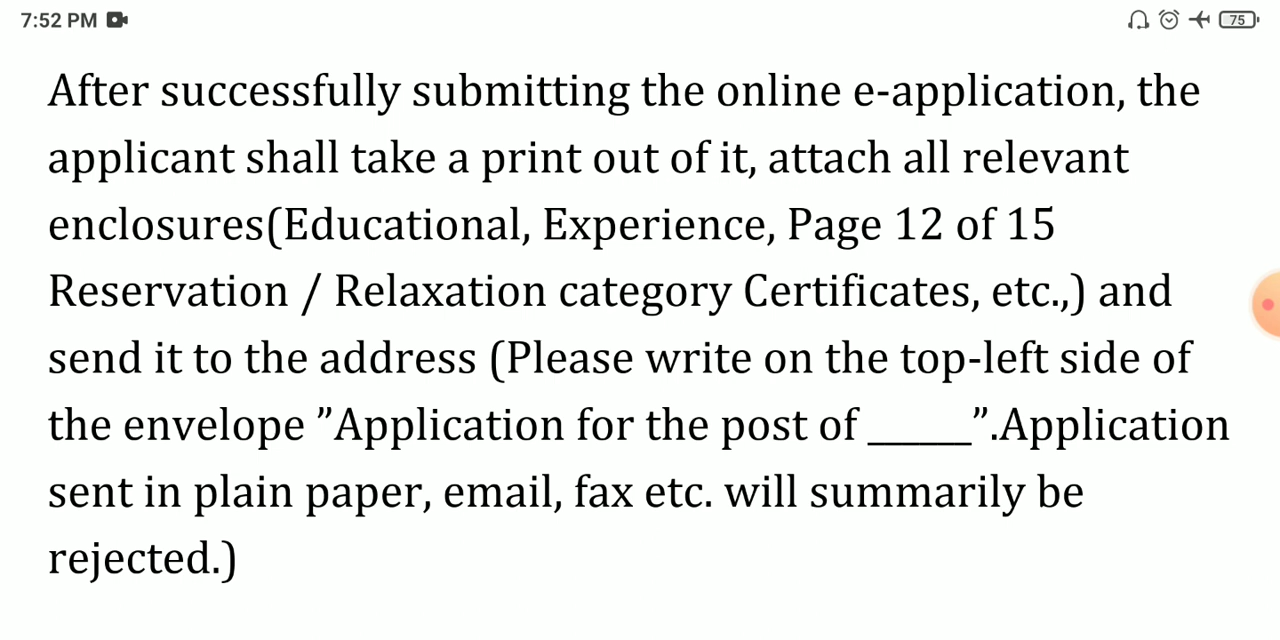 7:52 PM
75
After successfully submitting the online e-application, the
applicant shall take a print out of it, attach all relevant
enclosures(Educational, Experience, Page 12 of 15
Reservation / Relaxation category Certificates, etc.,) and
send it to the address (Please write on the top-left side of
the envelope ”Application for the post of ______”.Application
sent in plain paper, email, fax etc. will summarily be
rejected.)